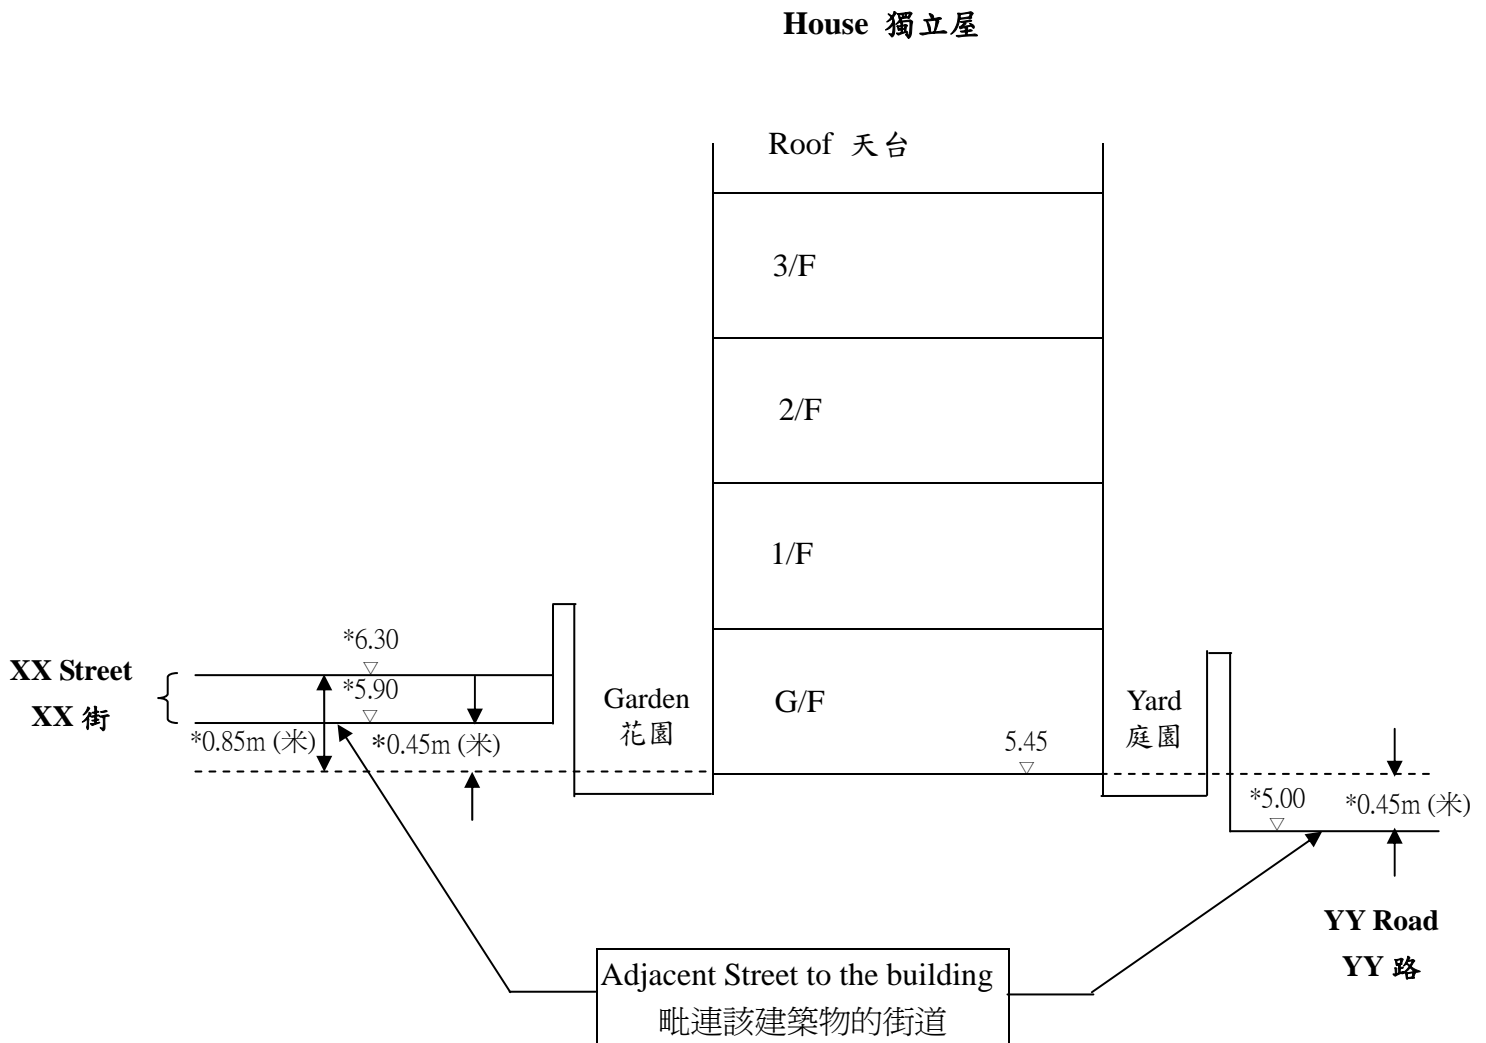 House 獨立屋
Roof 天台
3/F
2/F
1/F
*6.30
XX Street
XX 街
*5.90
*0.85m (米)
*0.45m (米)
Garden
花園
G/F
5.45
Yard
庭園
*5.00
*0.45m (米)
YY Road
YY 路
Adjacent Street to the building
毗連該建築物的街道